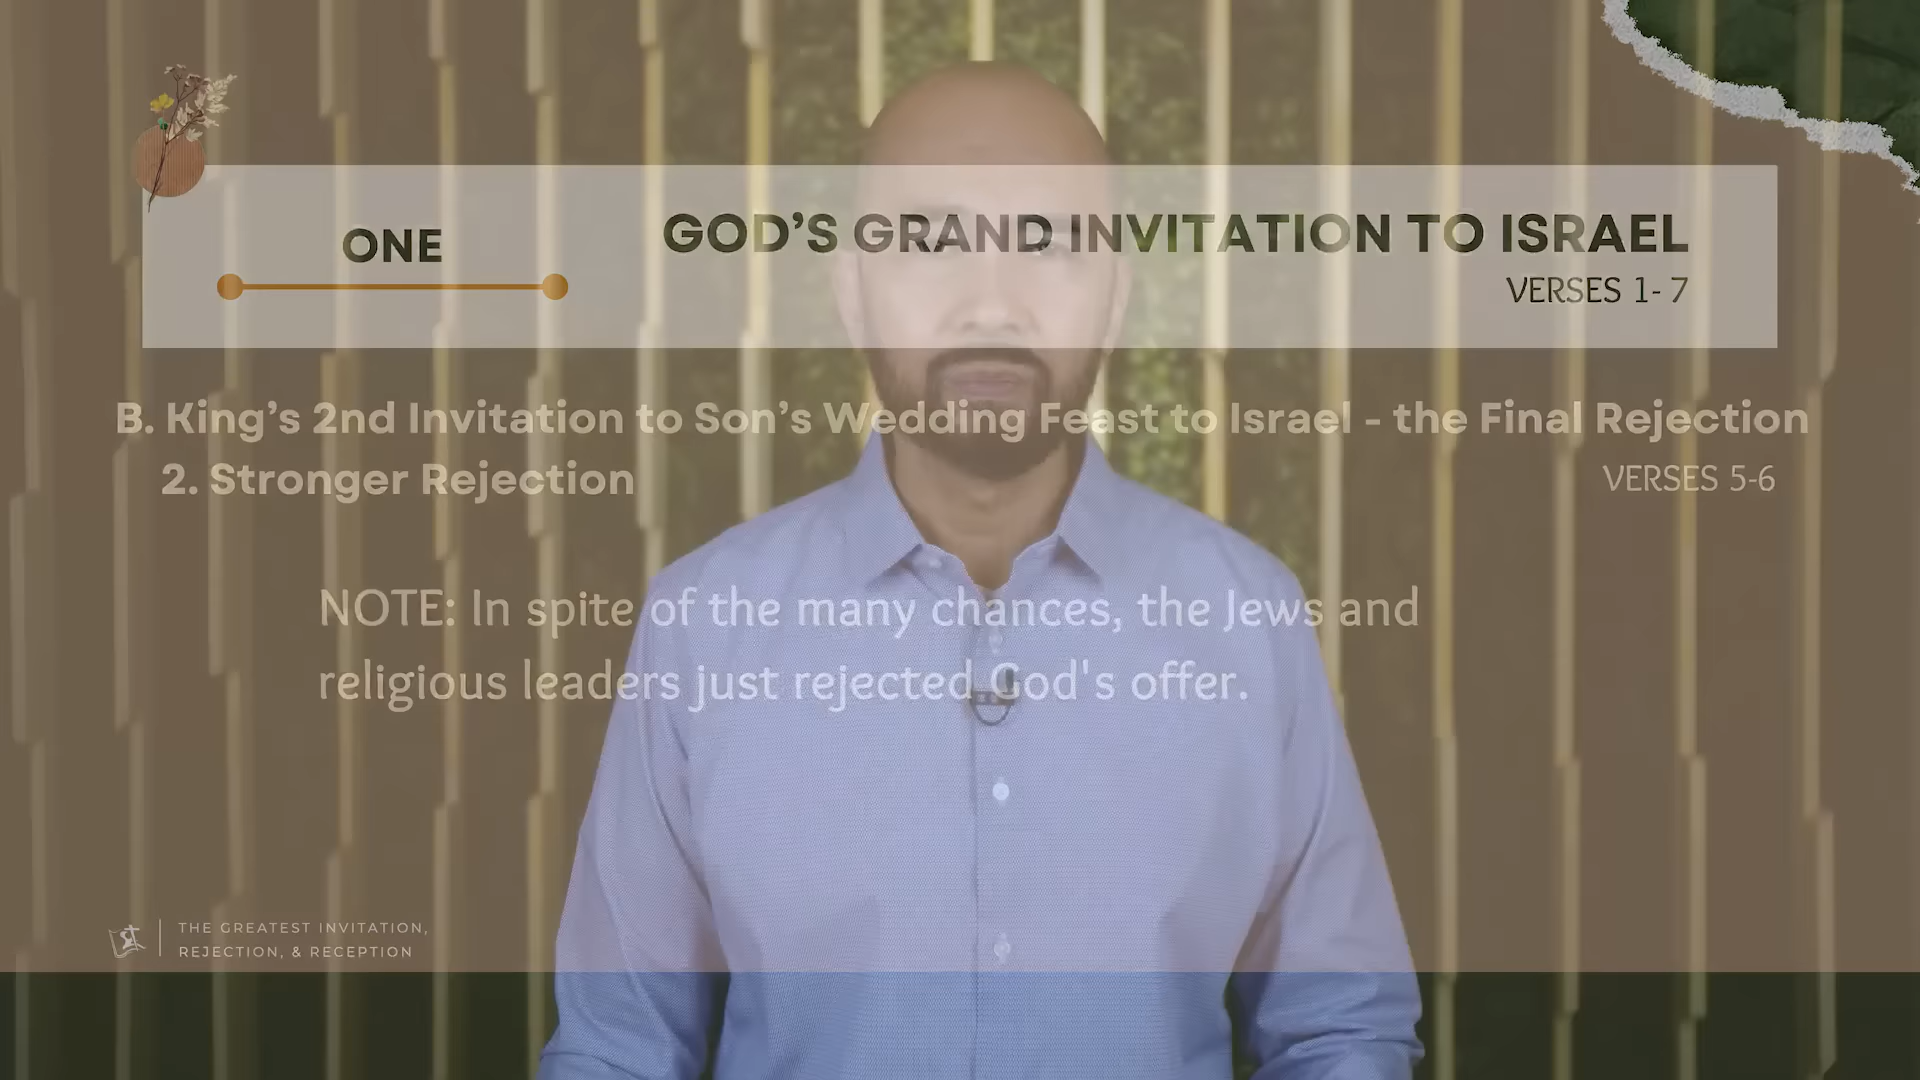 ONE
GOD'S GRAND INVITATION TO ISRAEL
VERSES 1- 7
B. King's 2nd Invitation to Son's Wedding Feast to Israel - the Final Rejection
2. Stronger Rejection
VERSES 5-6
NOTE: In spite of the many chances, the Jews and
religious leaders just rejected God's offer.
THE GREATEST INVITATION,
REJECTION, & RECEPTION